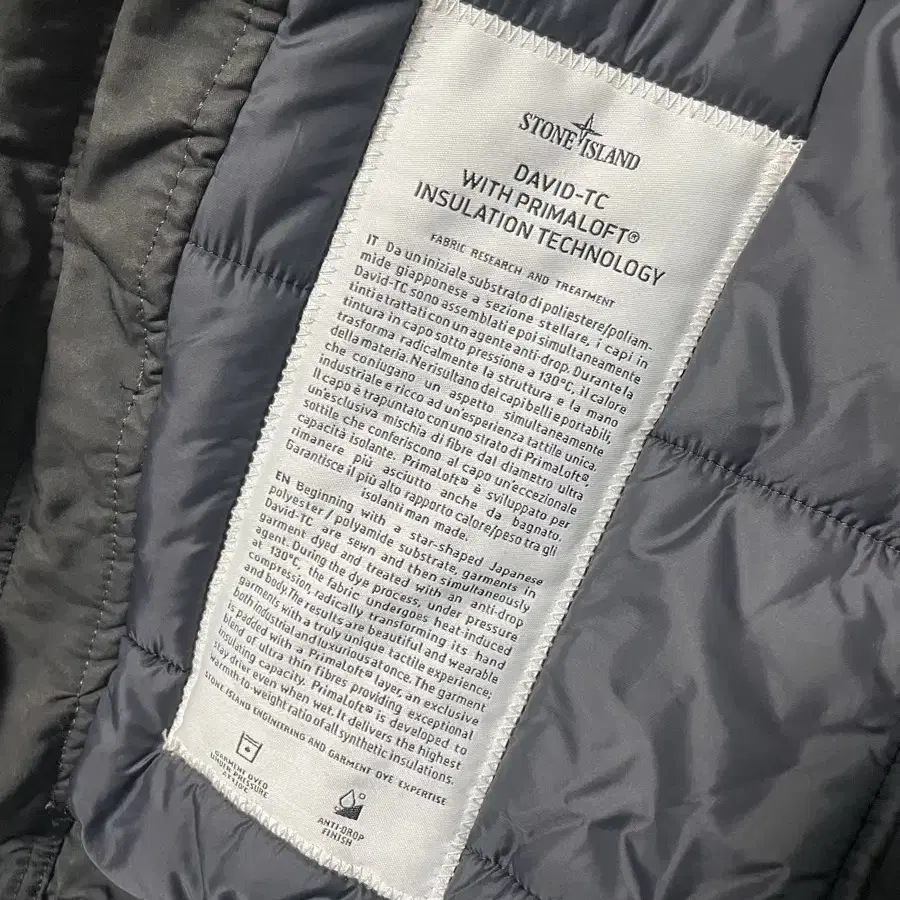 STONE ISLAND
DAVID-TC
WITH PRIMALOFT®
INSULATION TECHNOLOGY
FABRIC RESEARCH AND TREATMENT
IT Da un iniziale substrato di poliestere/poliam-
mide giapponese a sezione stellare, i capi in
David-TC sono assemblati e poi simultaneamente
tinti e trattati con un agente anti-drop. Durante la
tintura in capo sotto pressione a 130°C, il calore
trasforma radicalmente la struttura e la mano
della materia. Ne risultano dei capi belli e portabili,
che coniugano un aspetto simultaneamente
industriale e ricco ad un'esperienza tattile unica.
Il capo è trapuntato con uno strato di PrimaLoft®,
un'esclusiva mischia di fibre dal diametro ultra
sottile che conferiscono al capo un'eccezionale
capacità isolante. PrimaLoft® è sviluppato per
rimanere più asciutto anche da bagnato.
Garantisce il più alto rapporto calore/peso tra gli
isolanti man made.
EN Beginning with a star-shaped Japanese
polyester / polyamide substrate, garments in
David-TC are sewn and then simultaneously
garment dyed and treated with an anti-drop
agent. During the dye process, under pressure
at 130°C, the fabric undergoes heat-induced
compression, radically transforming its hand
and body. The results are beautiful and wearable
garments with a truly unique tactile experience,
both industrial and luxurious at once. The garment
is padded with a PrimaLoft® layer, an exclusive
blend of ultra thin fibres providing exceptional
insulating capacity. PrimaLoft® is developed to
stay drier even when wet. It delivers the highest
warmth-to-weight ratio of all synthetic insulations.
STONE ISLAND ENGINEERING AND GARMENT DYE EXPERTISE
GARMENT DYED
UNDER PRESSURE
AT 130°C
ANTI-DROP
FINISH